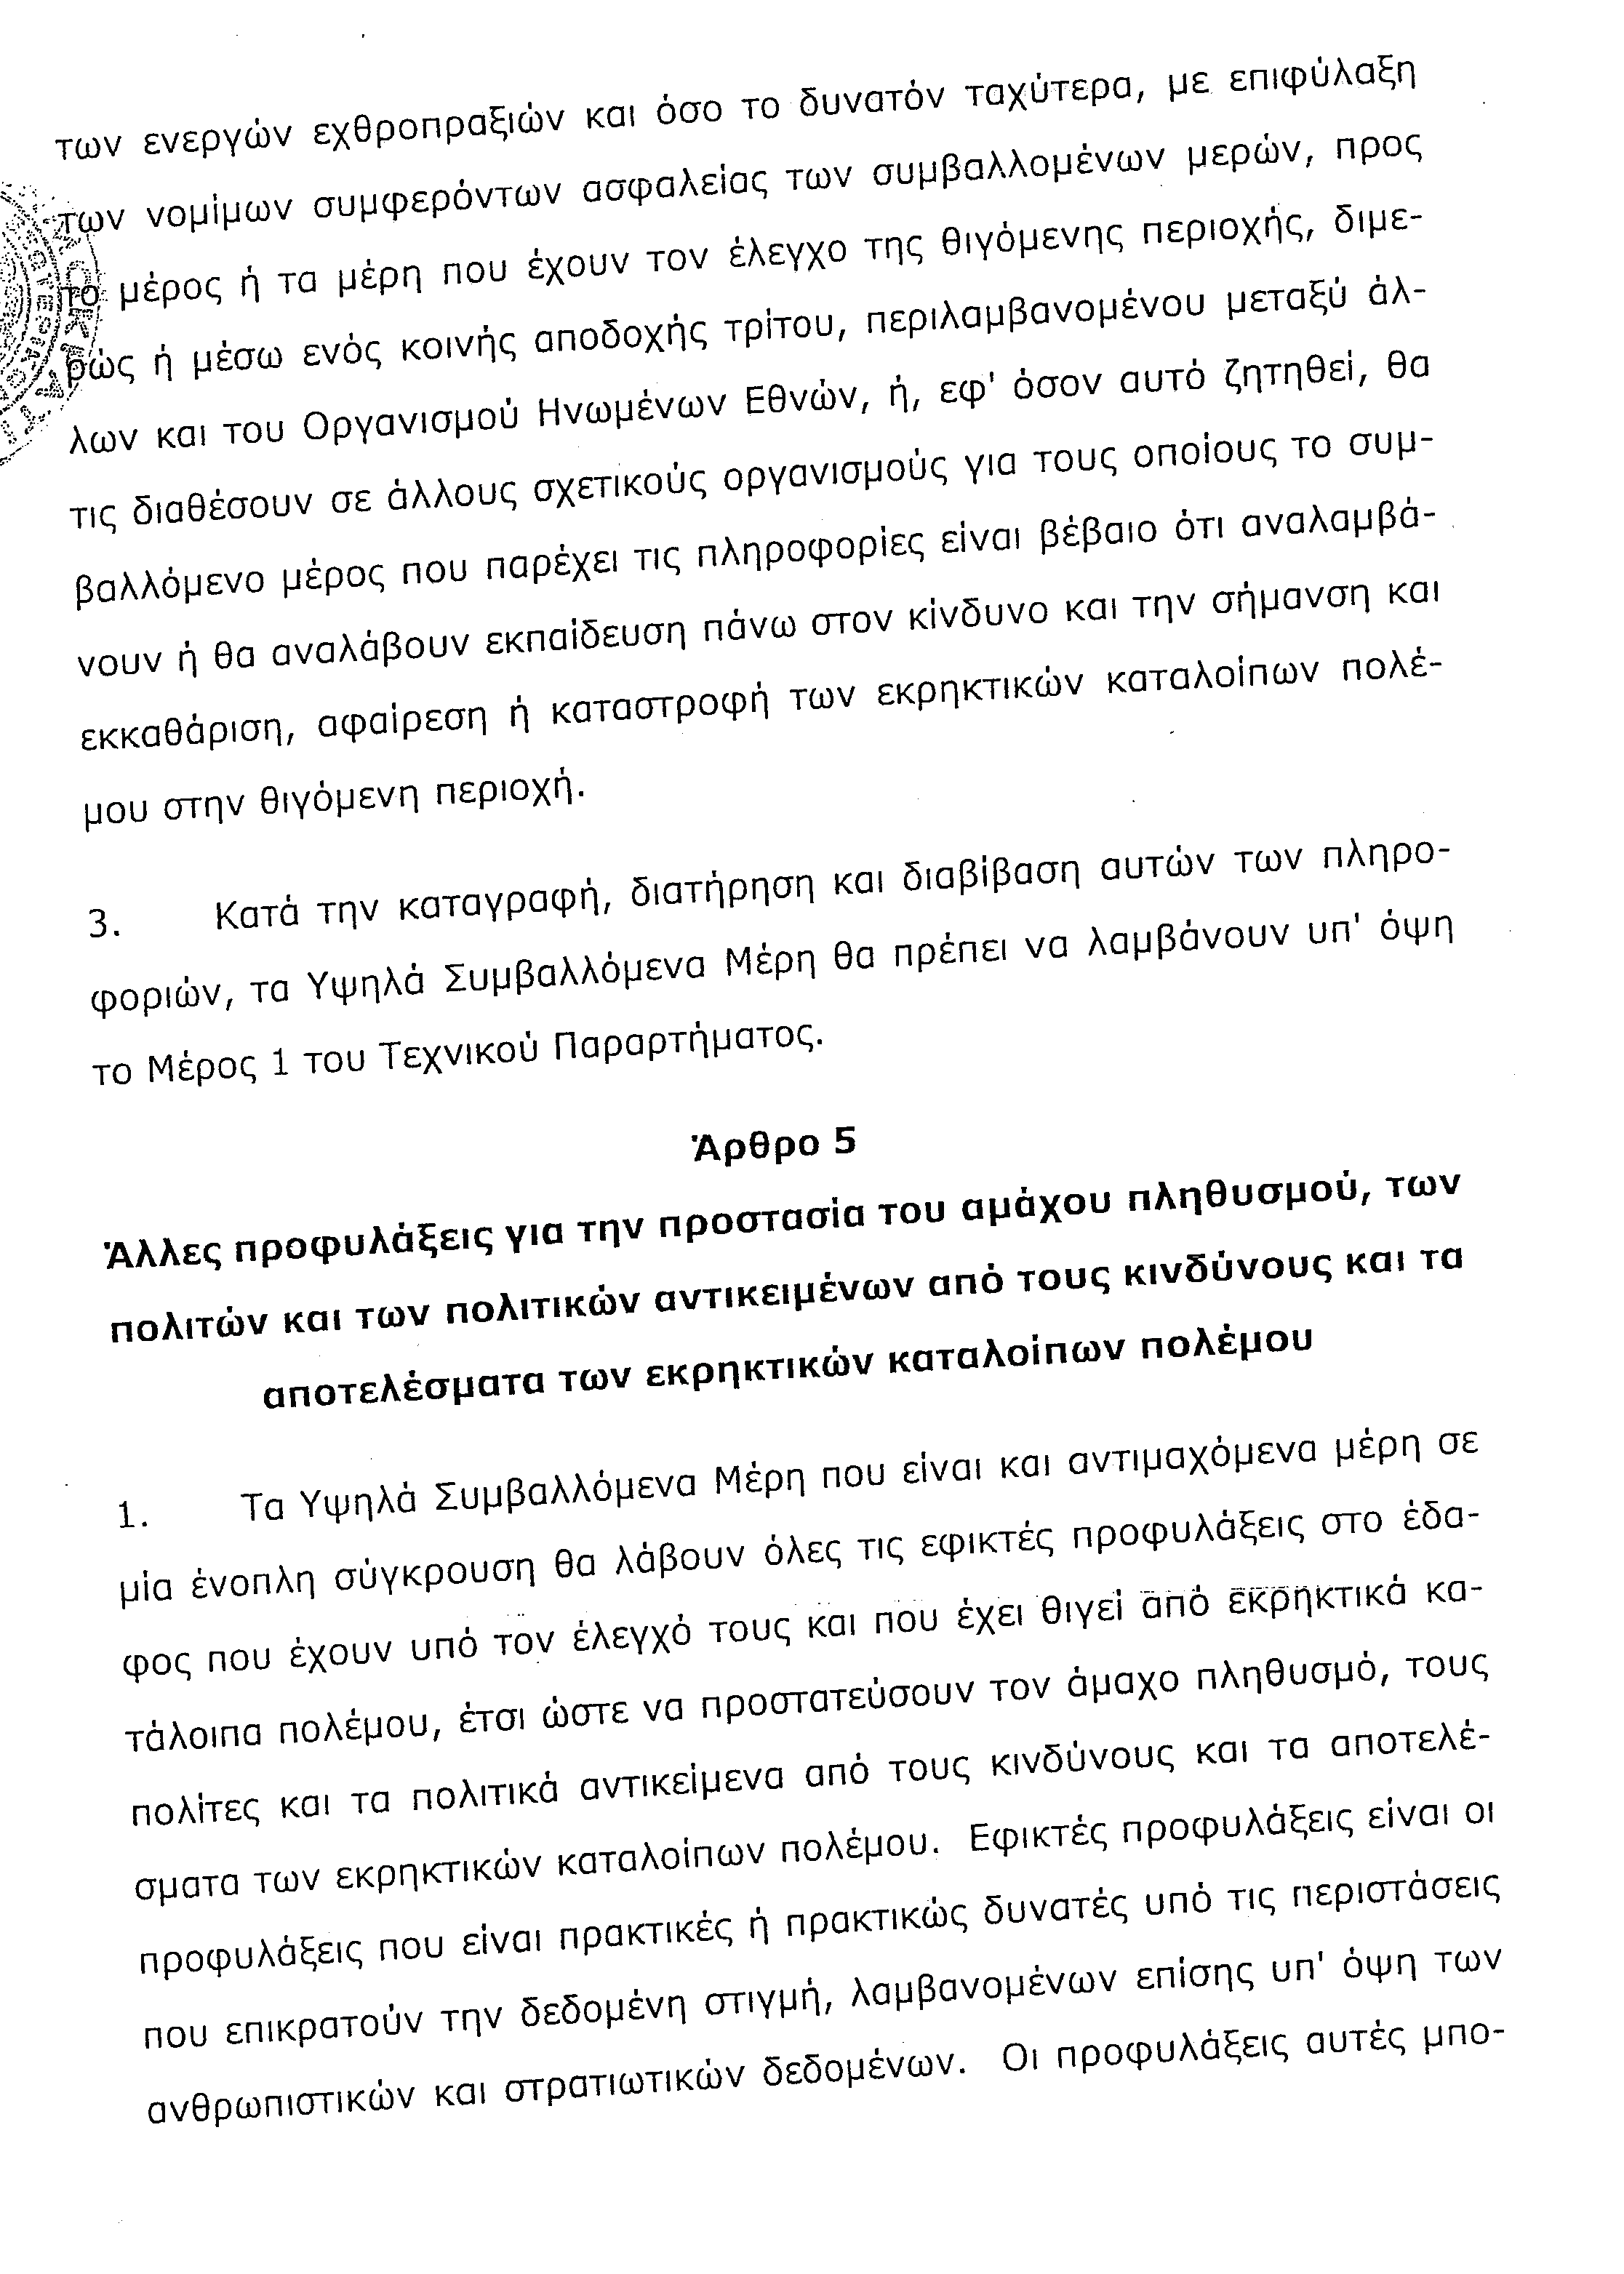 των ενεργών εχθροπραξιών και όσο το δυνατόν ταχύτερα, με επιφύλαξη
των νομίμων συμφερόντων ασφαλείας των συμβαλλομένων μερών, προς
το μέρος ή τα μέρη που έχουν τον έλεγχο της θιγόμενης περιοχής, διμε-
ρώς ή μέσω ενός κοινής αποδοχής τρίτου, περιλαμβανομένου μεταξύ άλ-
λων και του Οργανισμού Ηνωμένων Εθνών, ή, εφ' όσον αυτό ζητηθεί, θα
τις διαθέσουν σε άλλους σχετικούς οργανισμούς για τους οποίους το συμ-
βαλλόμενο μέρος που παρέχει τις πληροφορίες είναι βέβαιο ότι αναλαμβά-
νουν ή θα αναλάβουν εκπαίδευση πάνω στον κίνδυνο και την σήμανση και
εκκαθάριση, αφαίρεση ή καταστροφή των εκρηκτικών καταλοίπων πολέ-
μου στην θιγόμενη περιοχή.
3. Κατά την καταγραφή, διατήρηση και διαβίβαση αυτών των πληρο-
φοριών, τα Υψηλά Συμβαλλόμενα Μέρη θα πρέπει να λαμβάνουν υπ' όψη
το Μέρος 1 του Τεχνικού Παραρτήματος.
Άρθρο 5
Άλλες προφυλάξεις για την προστασία του αμάχου πληθυσμού, των
πολιτών και των πολιτικών αντικειμένων από τους κινδύνους και τα
αποτελέσματα των εκρηκτικών καταλοίπων πολέμου
1. Τα Υψηλά Συμβαλλόμενα Μέρη που είναι και αντιμαχόμενα μέρη σε
μία ένοπλη σύγκρουση θα λάβουν όλες τις εφικτές προφυλάξεις στο έδα-
φος που έχουν υπό τον έλεγχό τους και που έχει θιγεί από εκρηκτικά κα-
τάλοιπα πολέμου, έτσι ώστε να προστατεύσουν τον άμαχο πληθυσμό, τους
πολίτες και τα πολιτικά αντικείμενα από τους κινδύνους και τα αποτελέ-
σματα των εκρηκτικών καταλοίπων πολέμου. Εφικτές προφυλάξεις είναι οι
προφυλάξεις που είναι πρακτικές ή πρακτικώς δυνατές υπό τις περιστάσεις
που επικρατούν την δεδομένη στιγμή, λαμβανομένων επίσης υπ' όψη των
ανθρωπιστικών και στρατιωτικών δεδομένων. Οι προφυλάξεις αυτές μπο-